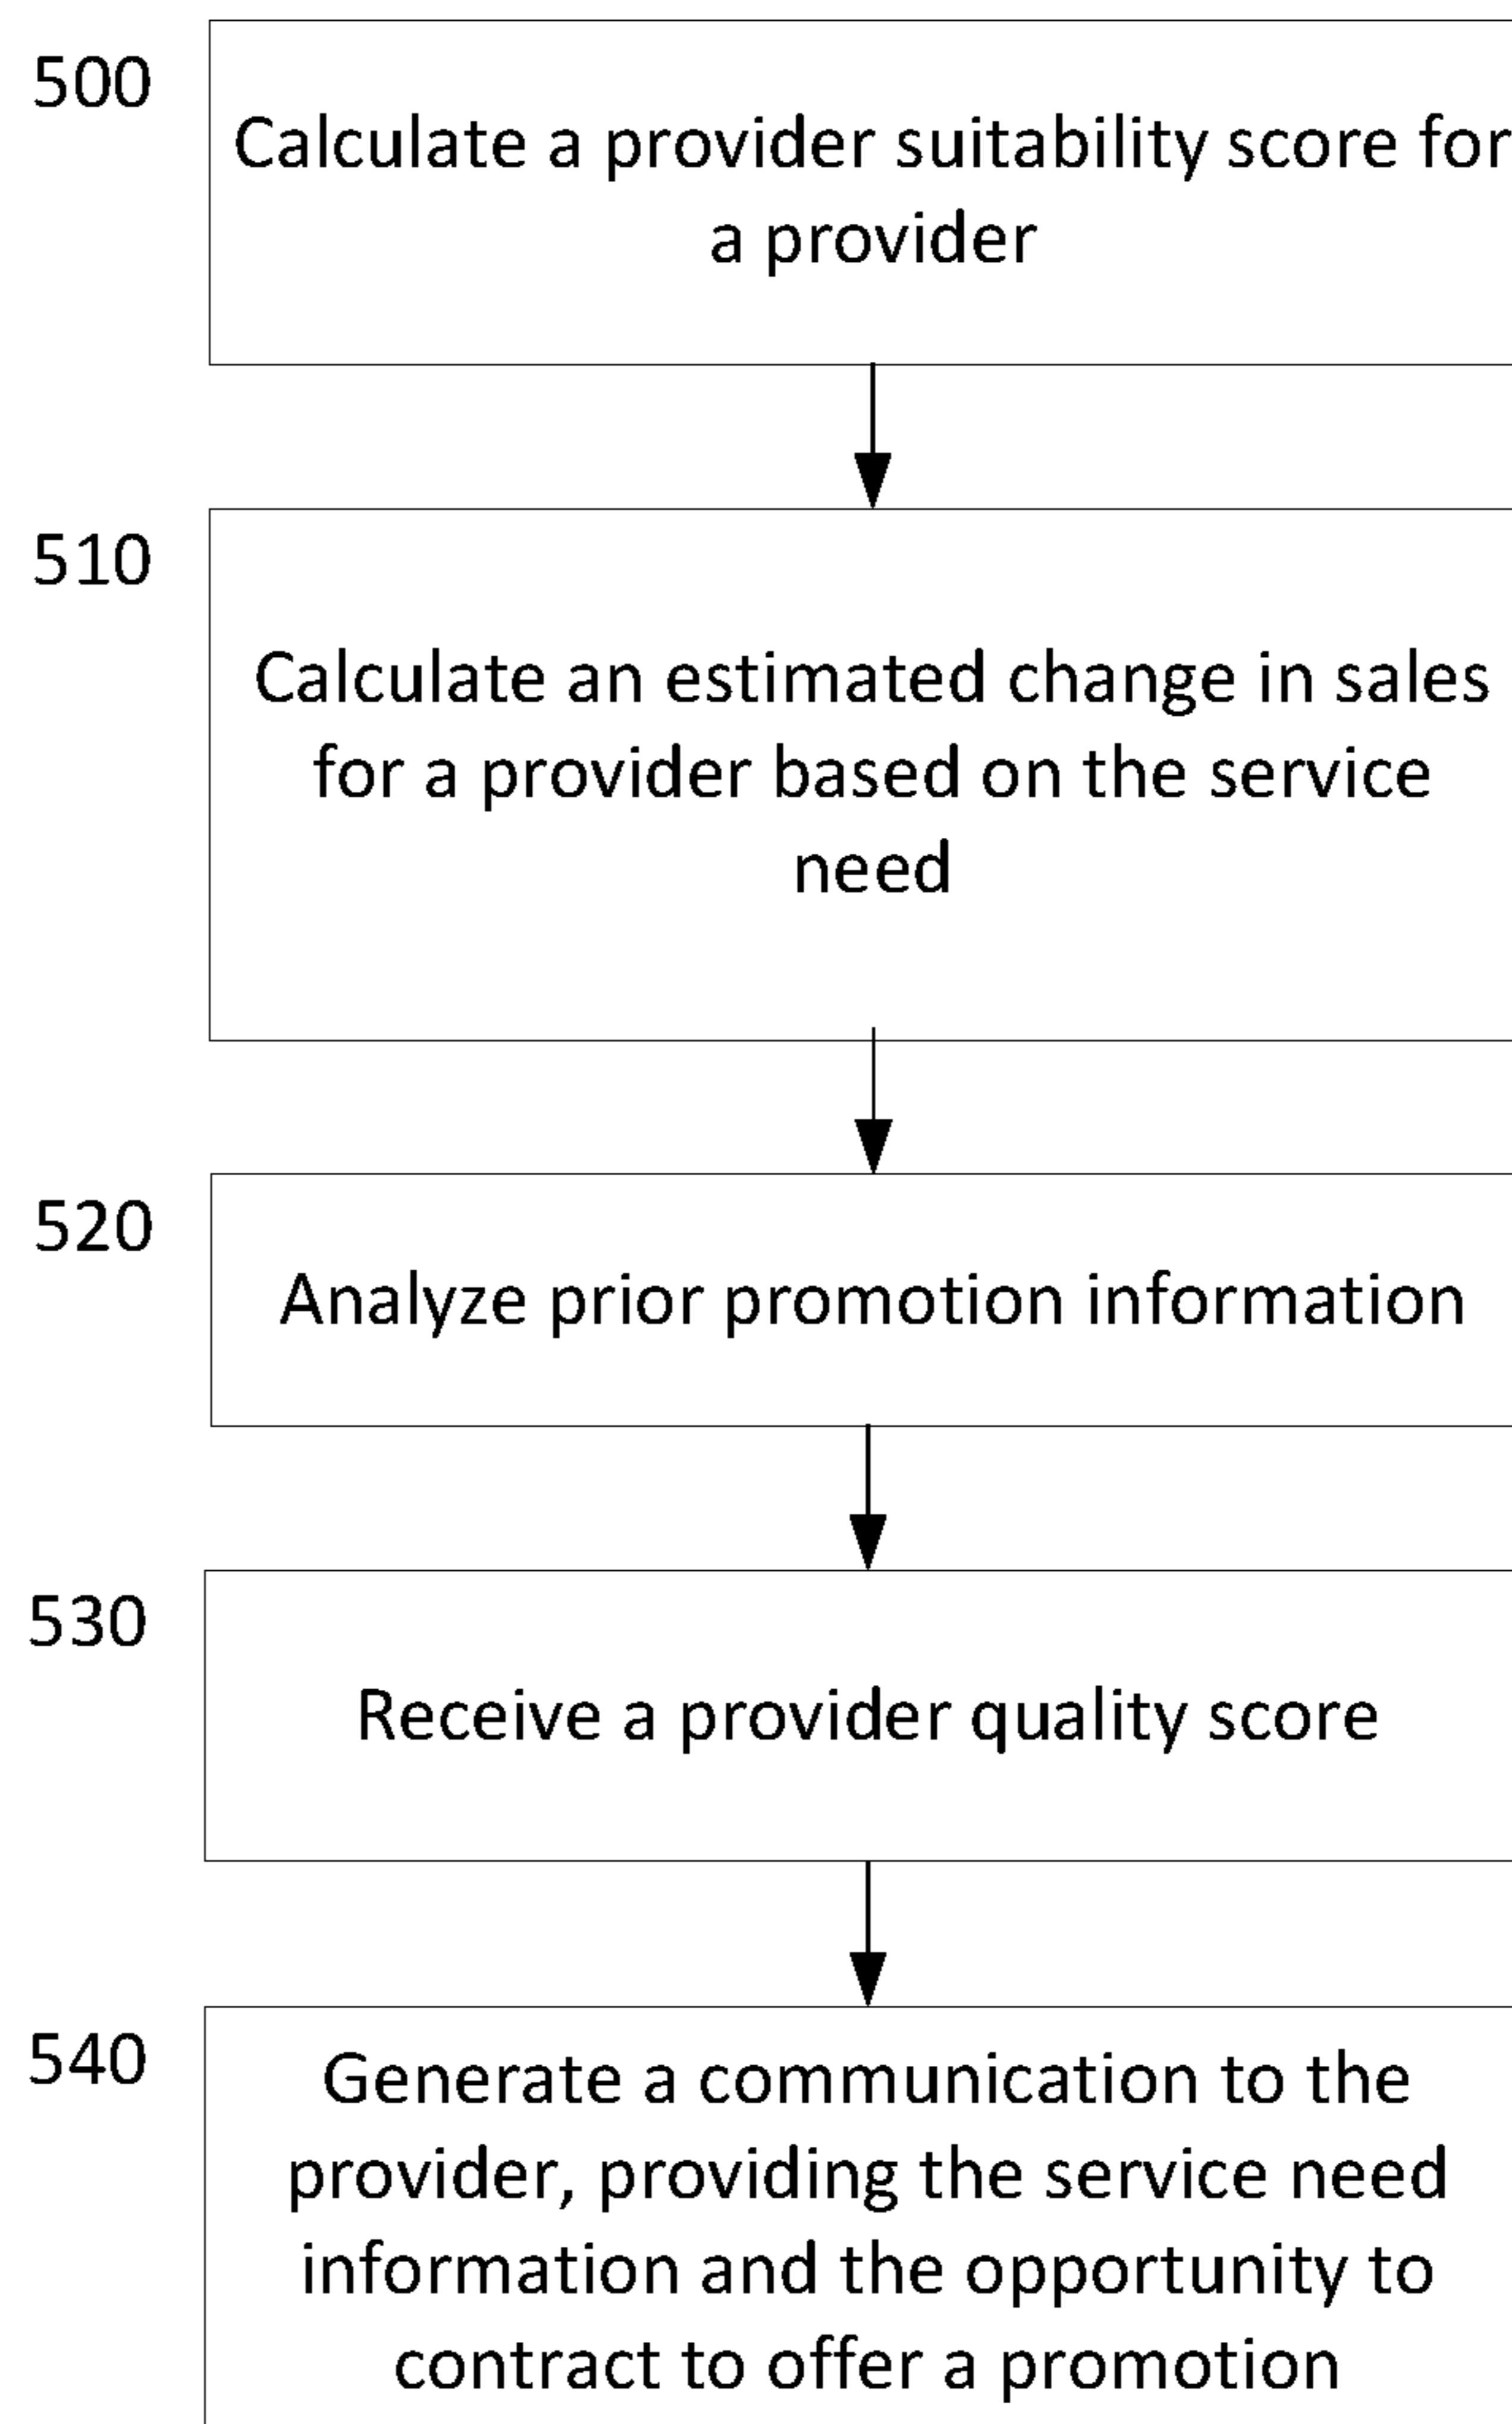 500
Calculate a provider suitability score for
a provider
510
Calculate an estimated change in sales
for a provider based on the service
need
520
Analyze prior promotion information
530
Receive a provider quality score
540
Generate a communication to the
provider, providing the service need
information and the opportunity to
contract to offer a promotion